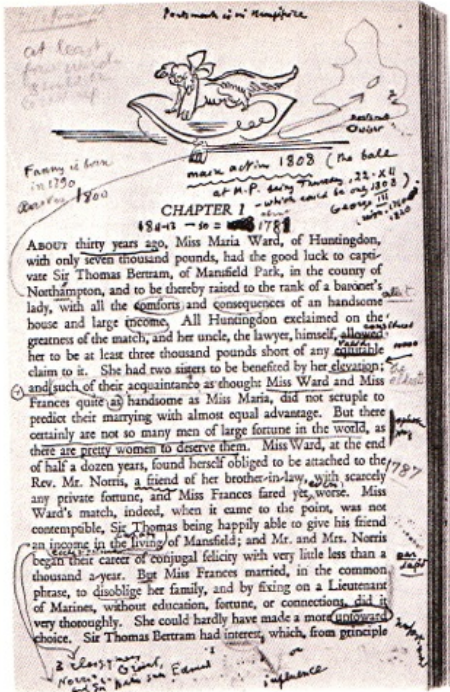 Portsmouth is in Hampshire
at least
Fanny is born
in 1790
1800
main action 1808 (the ball
at M.P. being Thursday, 22-XII
- which could be only 1808)
George III
1820
CHAPTER I
1781
ABOUT thirty years ago, Miss Maria Ward, of Huntingdon,
with only seven thousand pounds, had the good luck to capti-
vate Sir Thomas Bertram, of Mansfield Park, in the county of
Northampton, and to be thereby raised to the rank of a baronet's
lady, with all the comforts and consequences of an handsome
house and large income. All Huntingdon exclaimed on the
greatness of the match, and her uncle, the lawyer, himself, allowed
her to be at least three thousand pounds short of any equitable
claim to it. She had two sisters to be benefited by her elevation;
and such of their acquaintance as thought Miss Ward and Miss
Frances quite as handsome as Miss Maria, did not scruple to
predict their marrying with almost equal advantage. But there
certainly are not so many men of large fortune in the world, as
there are pretty women to deserve them. Miss Ward, at the end
of half a dozen years, found herself obliged to be attached to the
1787
Rev. Mr. Norris, a friend of her brother-in-law, with scarcely
any private fortune, and Miss Frances fared yet worse. Miss
even
Ward's match, indeed, when it came to the point, was not
contemptible, Sir Thomas being happily able to give his friend
an income in the living of Mansfield; and Mr. and Mrs. Norris
began their career of conjugal felicity with very little less than a
thousand a-year. But Miss Frances married, in the common
phrase, to disoblige her family, and by fixing on a Lieutenant
of Marines, without education, fortune, or connections, did it
very thoroughly. She could hardly have made a more untoward
choice. Sir Thomas Bertram had interest, which, from principle
or
influence
3 clergymen
Norris, Grant,